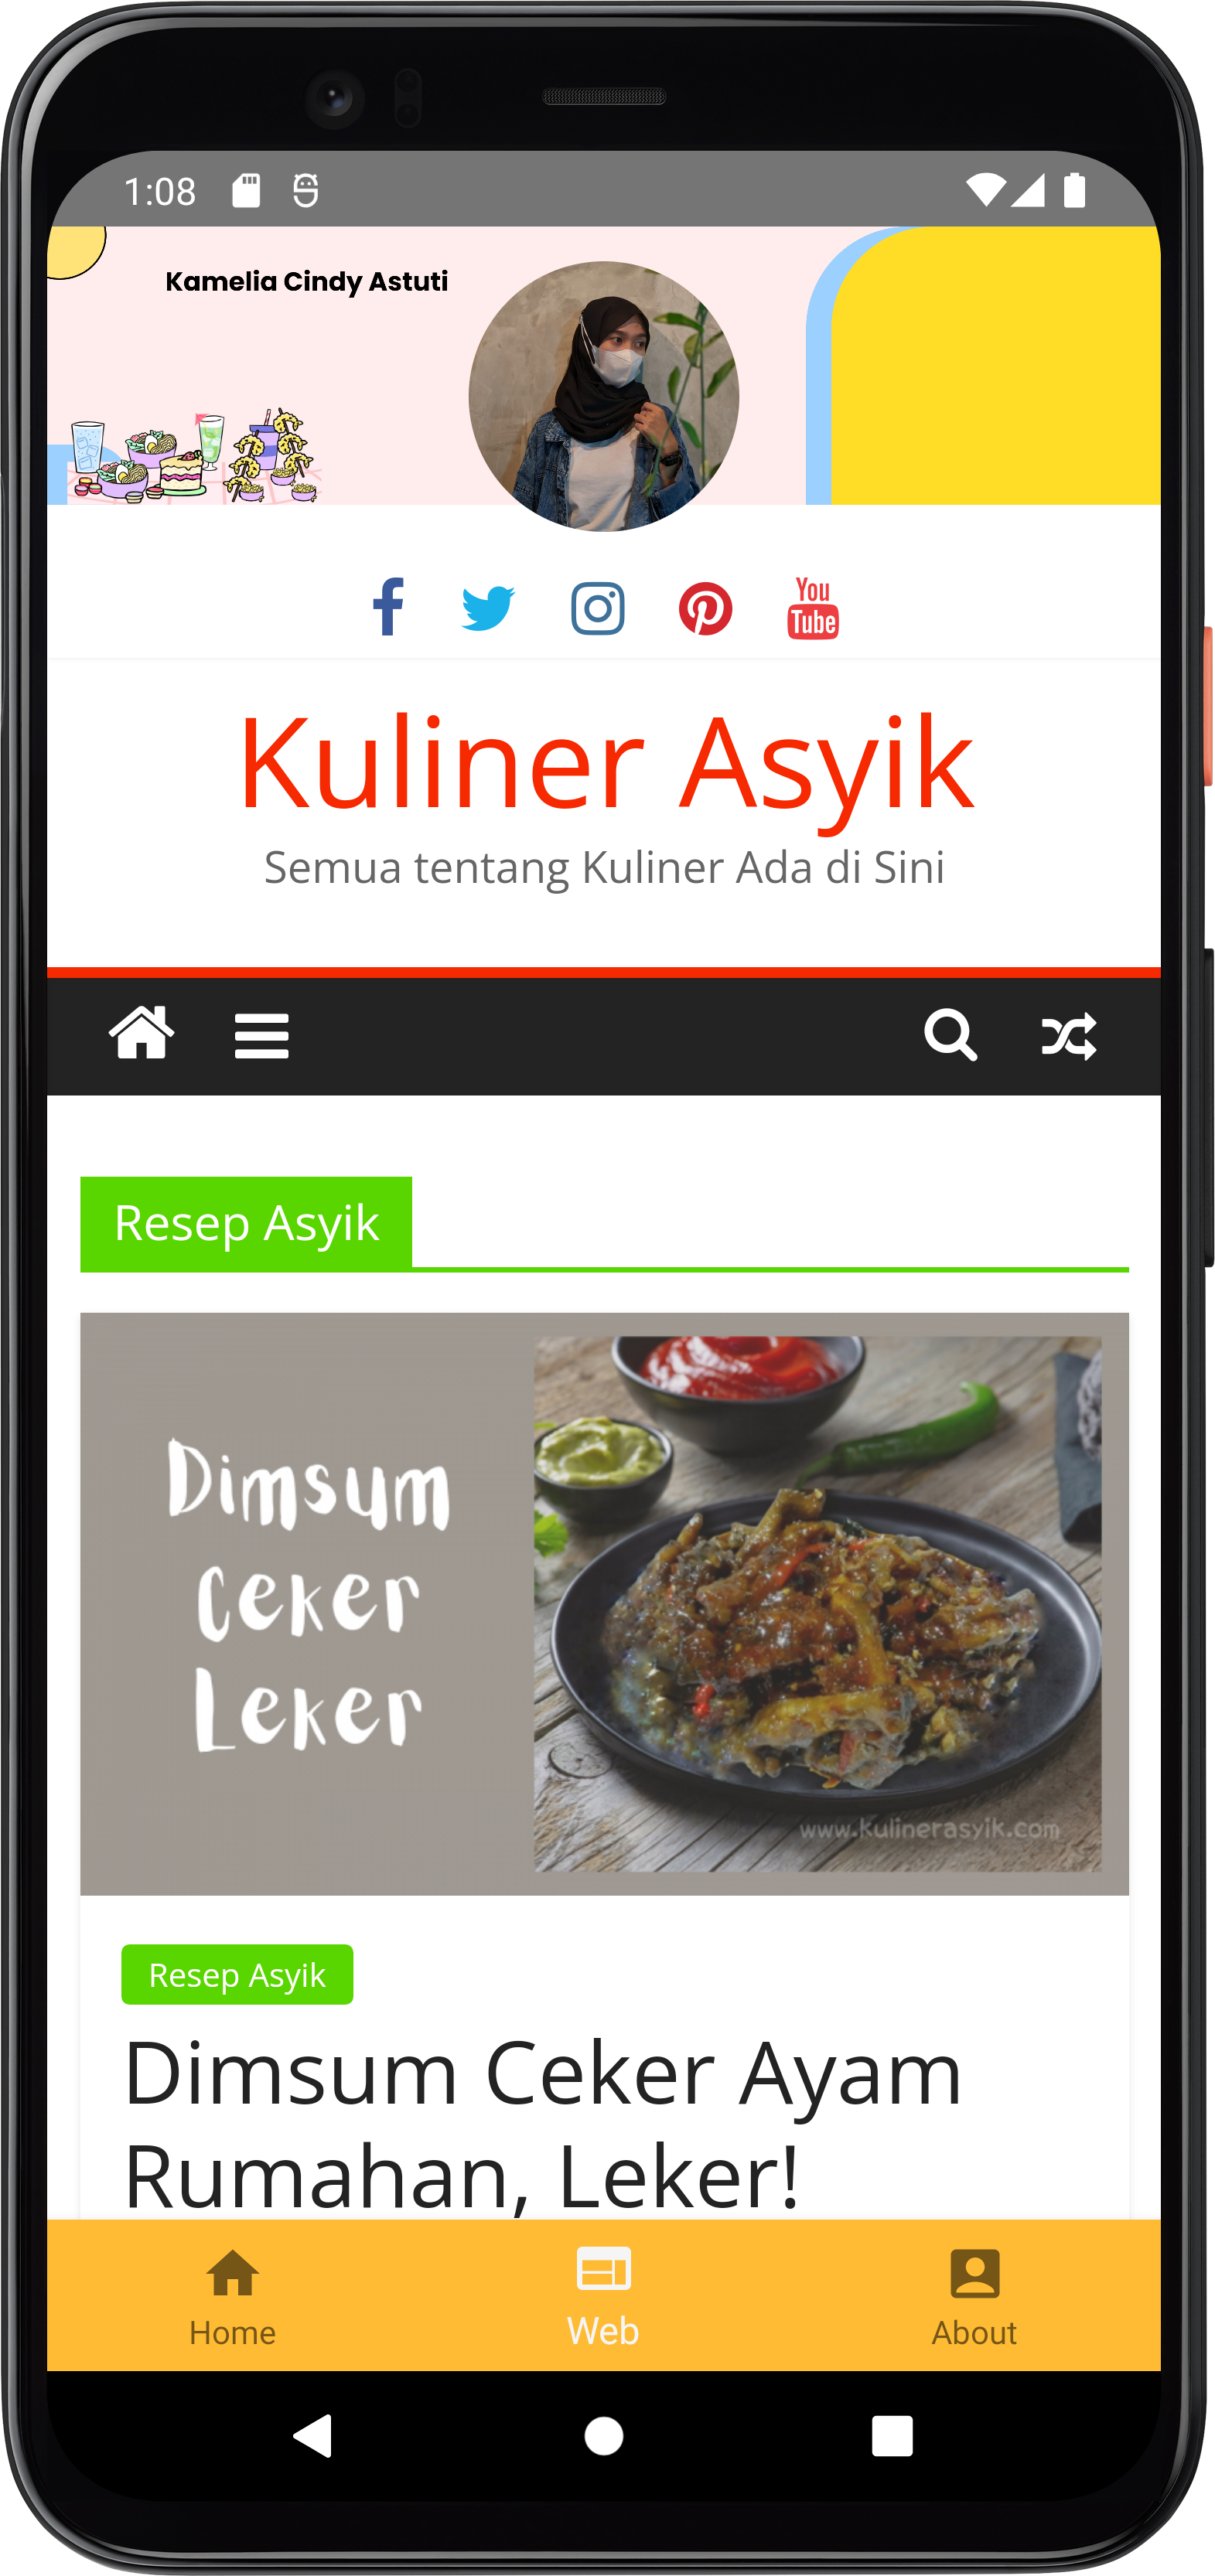 1:08
Kamelia Cindy Astuti
You
Tube
Kuliner Asyik
Semua tentang Kuliner Ada di Sini
Resep Asyik
Dimsum
Ceker
Leker
www.kulinerasyik.com
Resep Asyik
Dimsum Ceker Ayam
Rumahan, Leker!
Home
Web
About